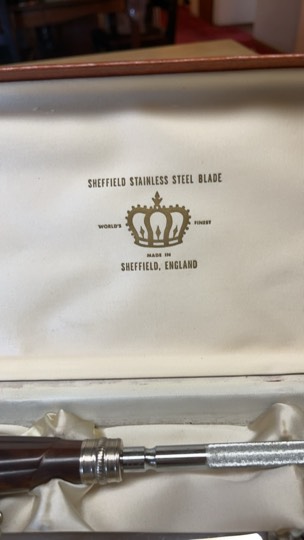 SHEFFIELD STAINLESS STEEL BLADE
WORLD'S FINEST
MADE IN
SHEFFIELD, ENGLAND